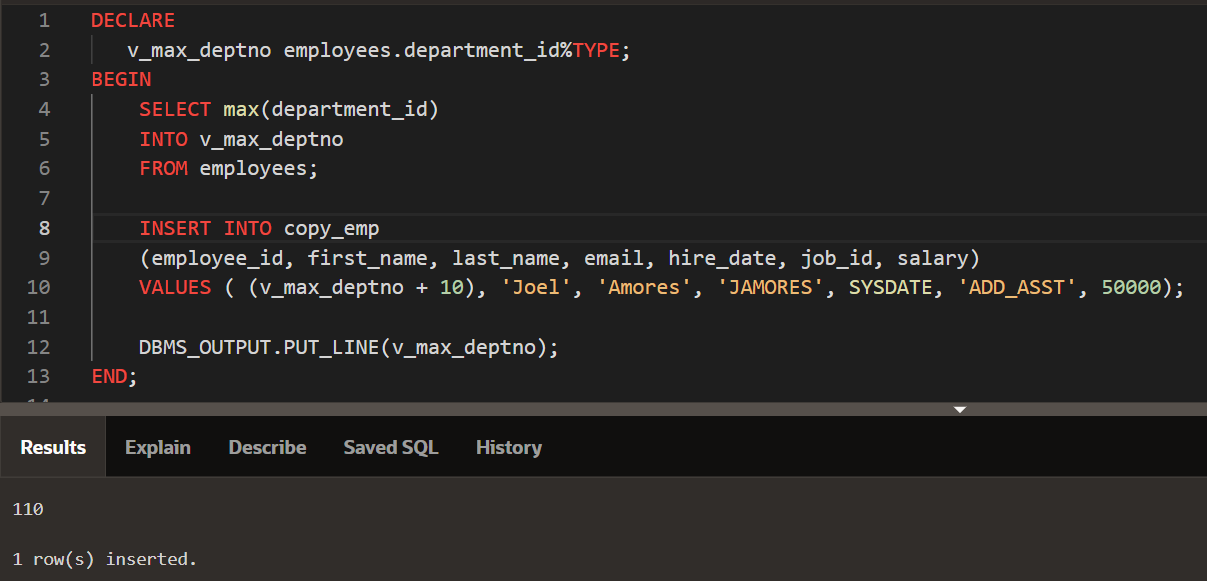 1 DECLARE
2 v_max_deptno employees.department_id%TYPE;
3 BEGIN
4 SELECT max(department_id)
5 INTO v_max_deptno
6 FROM employees;
7
8 INSERT INTO copy_emp
9 (employee_id, first_name, last_name, email, hire_date, job_id, salary)
10 VALUES ( (v_max_deptno + 10), 'Joel', 'Amores', 'JAMORES', SYSDATE, 'ADD_ASST', 50000);
11
12 DBMS_OUTPUT.PUT_LINE(v_max_deptno);
13 END;
Results Explain Describe Saved SQL History
110
1 row(s) inserted.